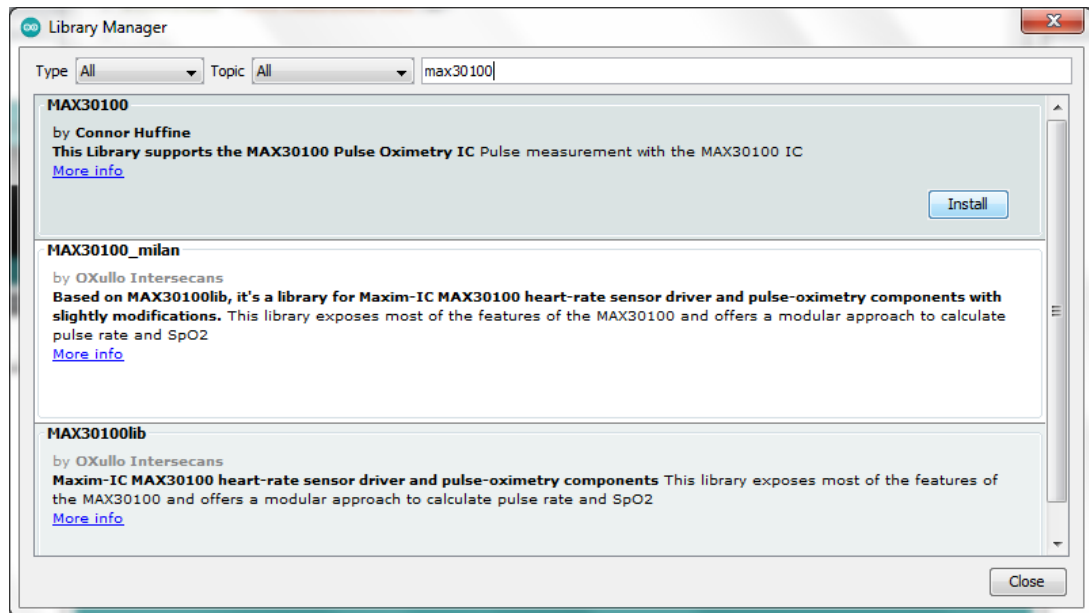 Library Manager
Type All Topic All max30100
MAX30100
by Connor Huffine
This Library supports the MAX30100 Pulse Oximetry IC Pulse measurement with the MAX30100 IC
More info
Install
MAX30100_milan
by OXullo Intersecans
Based on MAX30100lib, it's a library for Maxim-IC MAX30100 heart-rate sensor driver and pulse-oximetry components with
slightly modifications. This library exposes most of the features of the MAX30100 and offers a modular approach to calculate
pulse rate and SpO2
More info
MAX30100lib
by OXullo Intersecans
Maxim-IC MAX30100 heart-rate sensor driver and pulse-oximetry components This library exposes most of the features of
the MAX30100 and offers a modular approach to calculate pulse rate and SpO2
More info
Close